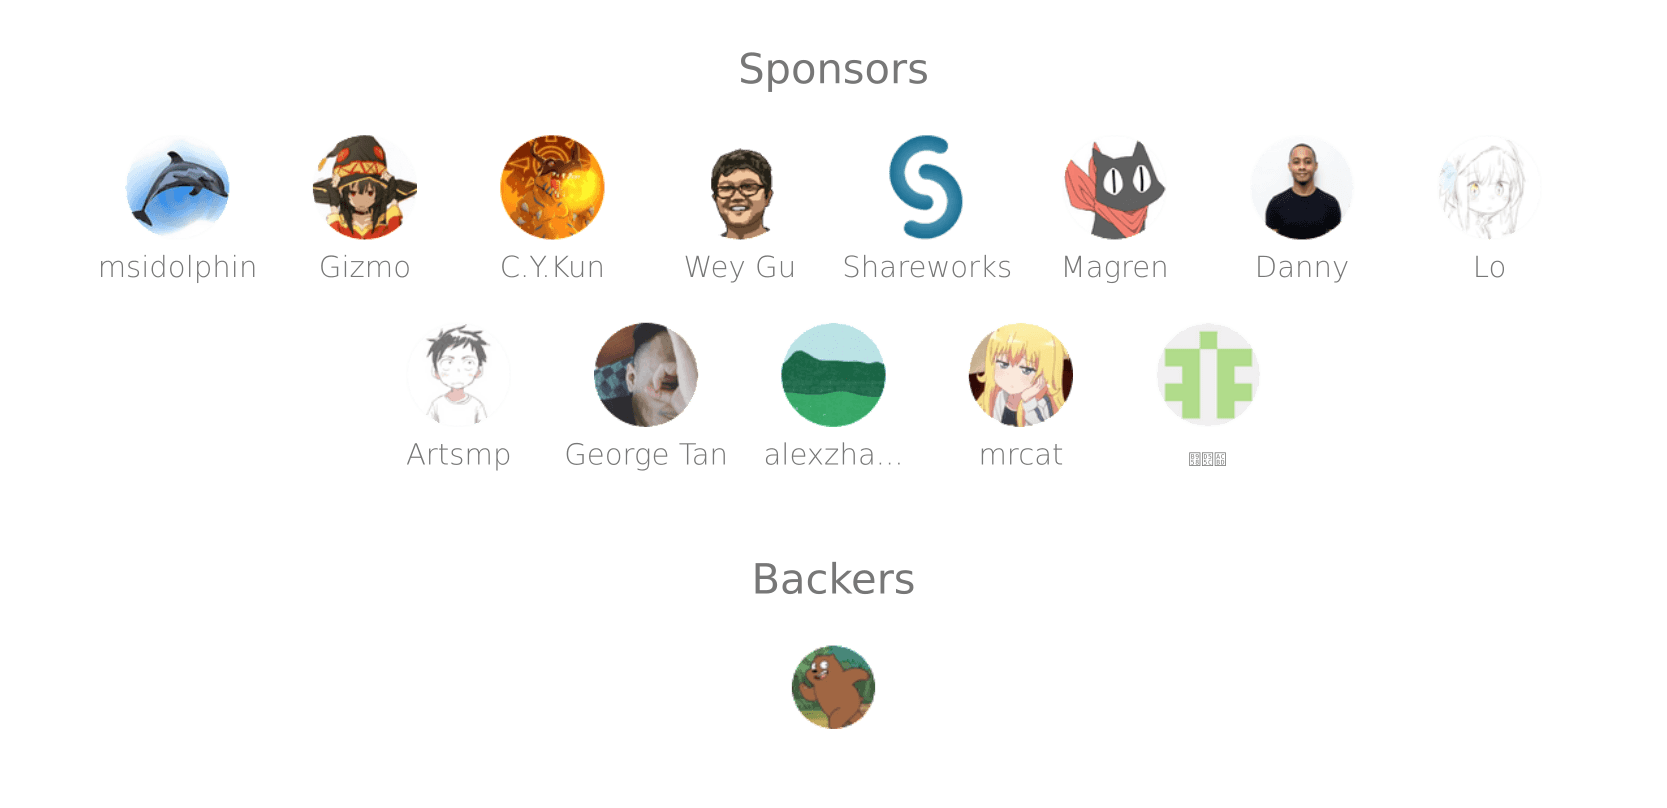 Sponsors
msidolphin Gizmo C.Y.Kun Wey Gu Shareworks Magren Danny Lo
Artsmp George Tan alexzha... mrcat
Backers